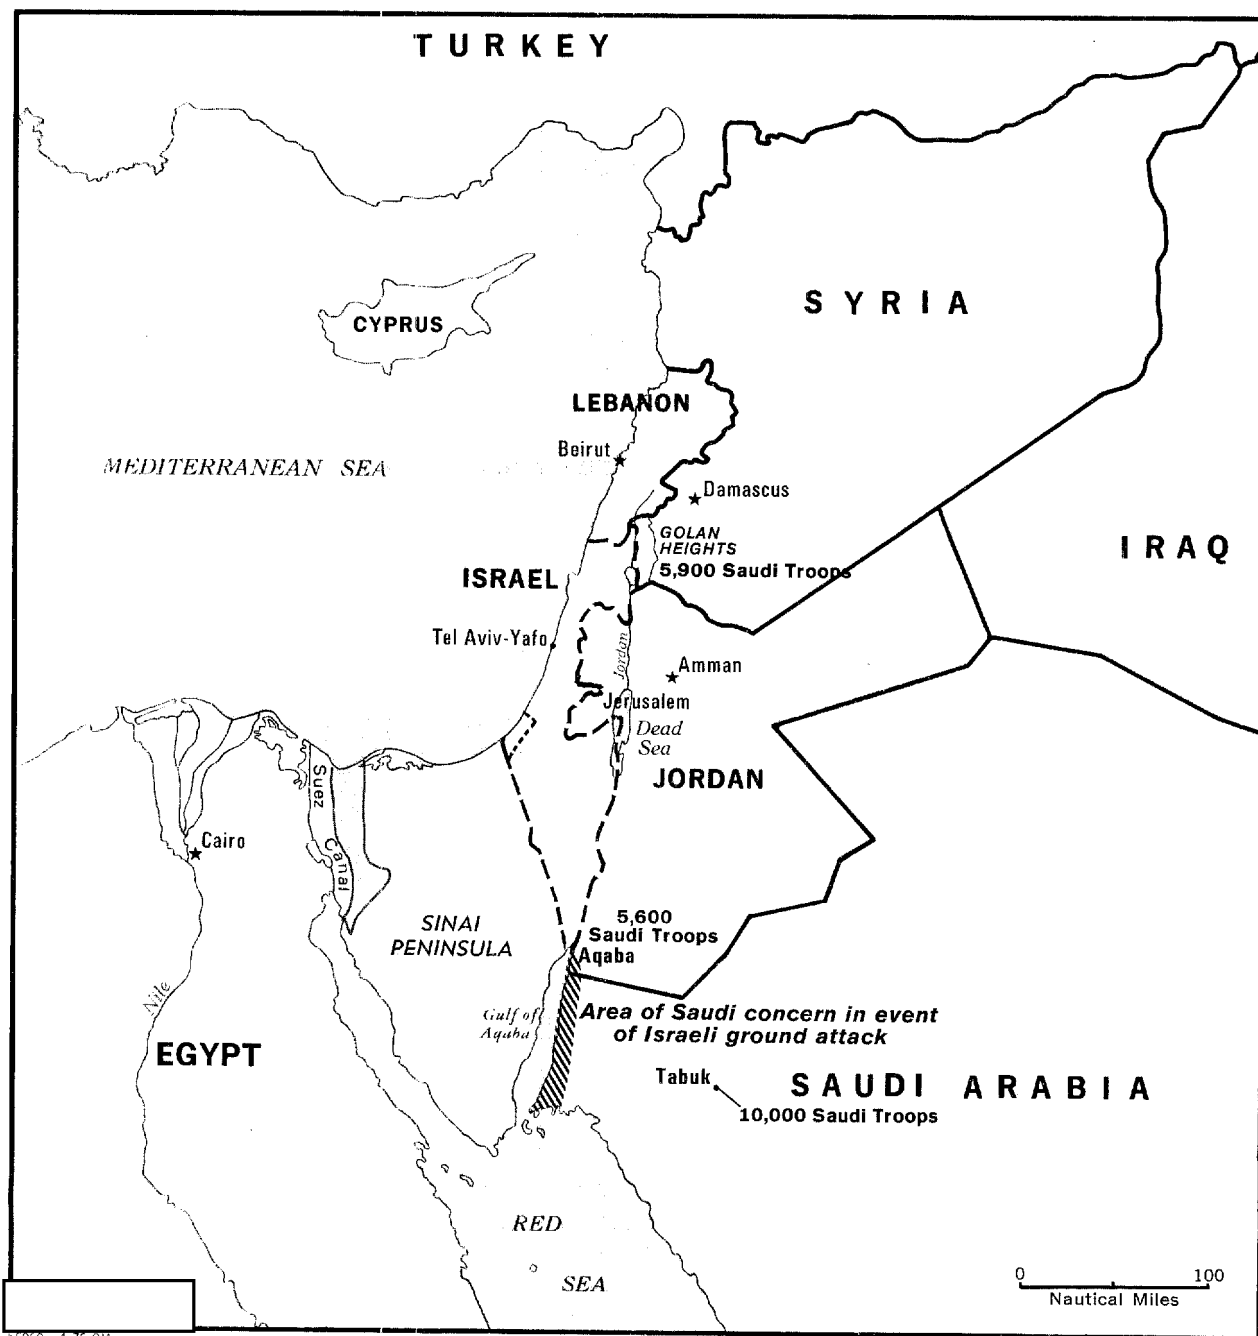 TURKEY
CYPRUS
SYRIA
LEBANON
Beirut
MEDITERRANEAN SEA
Damascus
GOLAN
HEIGHTS
5,900 Saudi Troops
IRAQ
ISRAEL
Tel Aviv-Yafo
Jordan
Amman
Jerusalem
Dead
Sea
JORDAN
Suez
Canal
Cairo
SINAI
PENINSULA
5,600
Saudi Troops
Aqaba
Nile
Gulf of
Aqaba
Area of Saudi concern in event
of Israeli ground attack
EGYPT
Tabuk
SAUDI ARABIA
10,000 Saudi Troops
RED
SEA
0 100
Nautical Miles